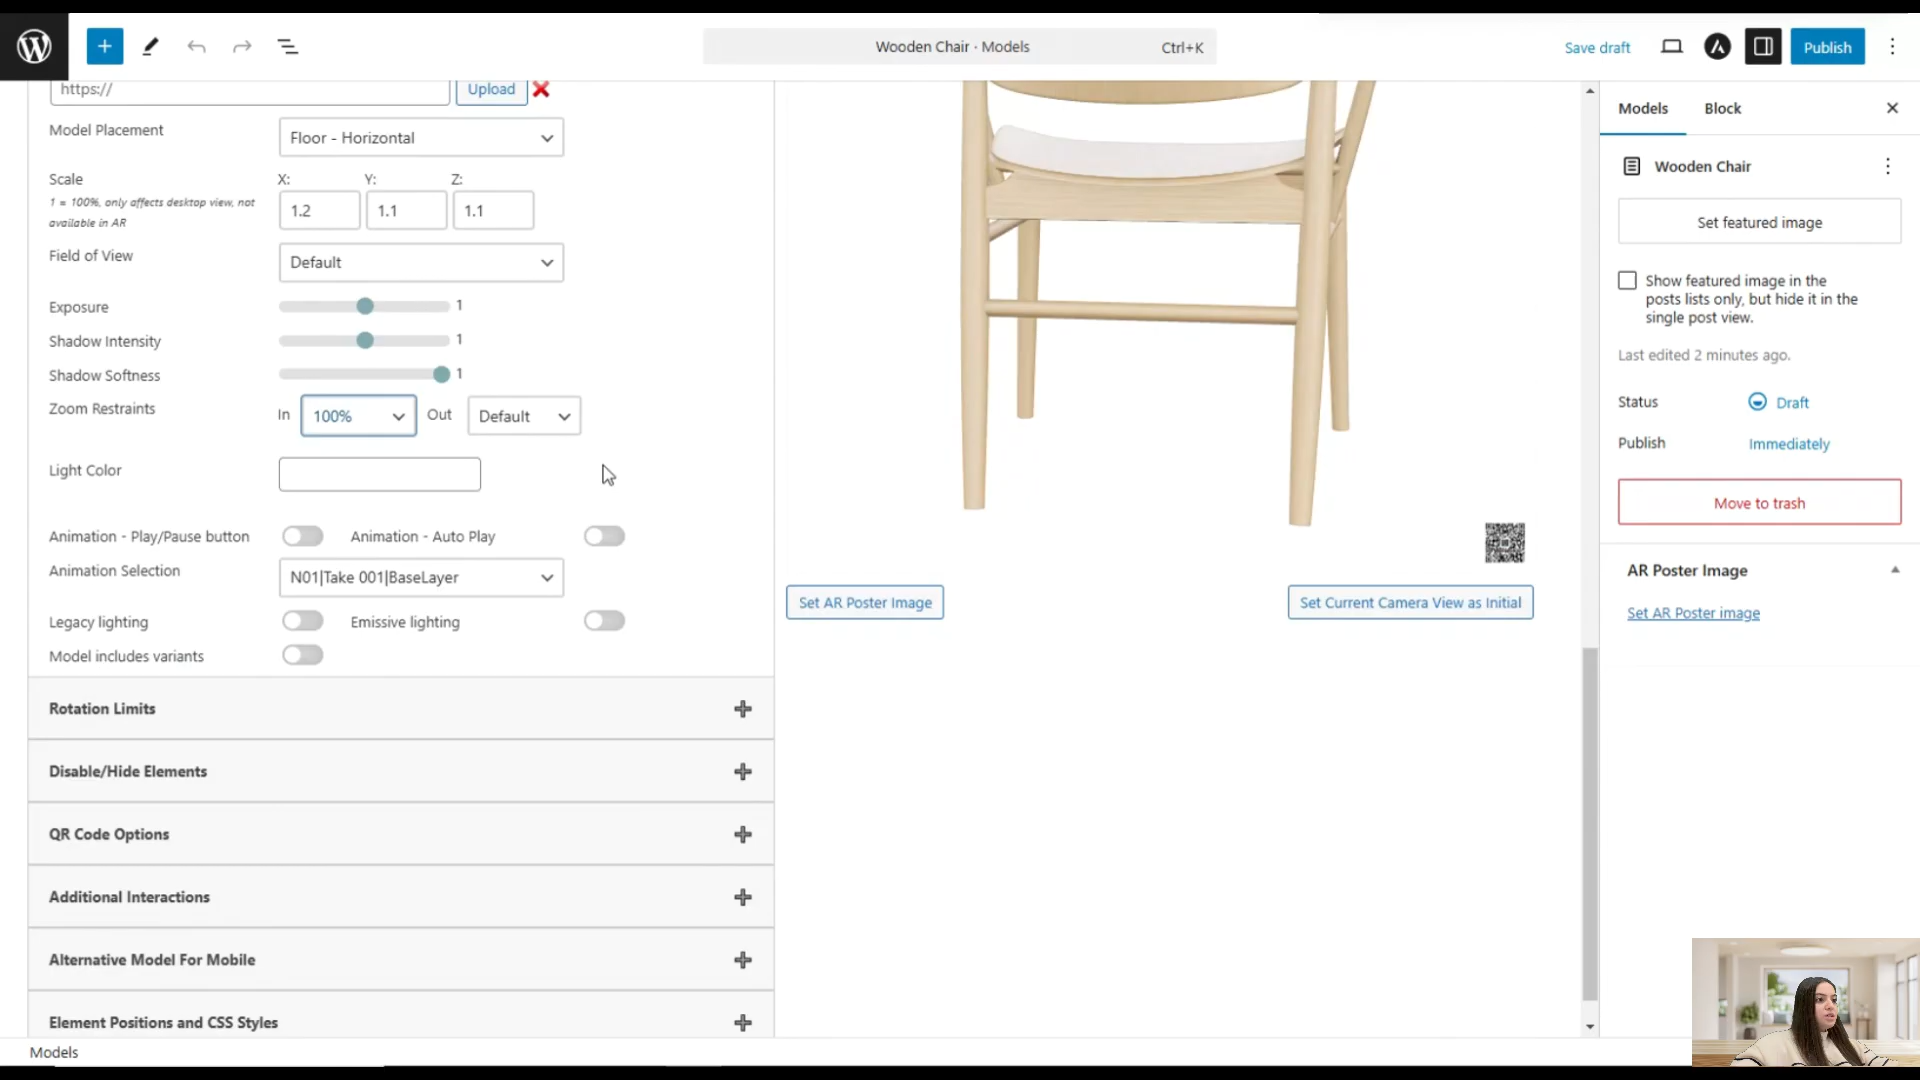 Wooden Chair · Models
Ctrl+K
Save draft
Publish
https://
Upload
Model Placement
Floor - Horizontal
Scale
X:
Y:
Z:
1 = 100%, only affects desktop view, not
available in AR
1.2
1.1
1.1
Field of View
Default
Exposure
1
Shadow Intensity
1
Shadow Softness
1
Zoom Restraints
In
100%
Out
Default
Light Color
Animation - Play/Pause button
Animation - Auto Play
Animation Selection
N01|Take 001|BaseLayer
Legacy lighting
Emissive lighting
Model includes variants
Rotation Limits
Disable/Hide Elements
QR Code Options
Additional Interactions
Alternative Model For Mobile
Element Positions and CSS Styles
Models
Set AR Poster Image
Set Current Camera View as Initial
Models
Block
Wooden Chair
Set featured image
Show featured image in the
posts lists only, but hide it in the
single post view.
Last edited 2 minutes ago.
Status
Draft
Publish
Immediately
Move to trash
AR Poster Image
Set AR Poster image